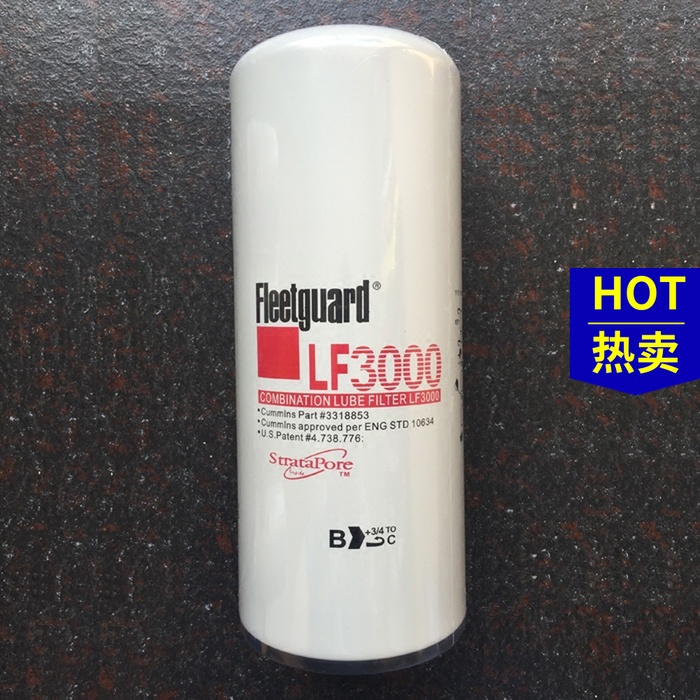 Fleetguard®
LF3000
COMBINATION LUBE FILTER LF3000
•Cummins Part #3318853
•Cummins approved per ENG STD 10634
•U.S.Patent #4.738.776:
StrataPore
Inside
TM
B
+3/4 TO
C
HOT
热卖